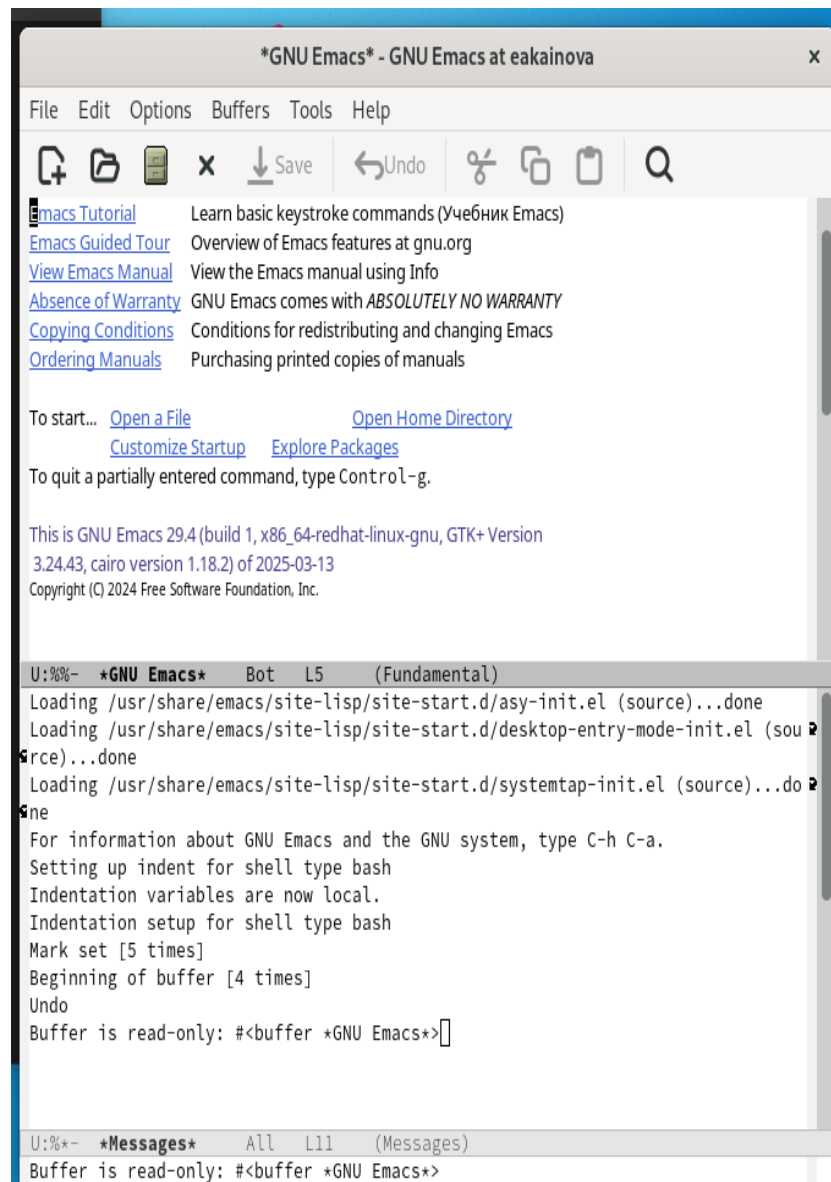 *GNU Emacs* - GNU Emacs at eakainova
File Edit Options Buffers Tools Help
Save Undo
Emacs Tutorial Learn basic keystroke commands (Учебник Emacs)
Emacs Guided Tour Overview of Emacs features at gnu.org
View Emacs Manual View the Emacs manual using Info
Absence of Warranty GNU Emacs comes with ABSOLUTELY NO WARRANTY
Copying Conditions Conditions for redistributing and changing Emacs
Ordering Manuals Purchasing printed copies of manuals
To start... Open a File Open Home Directory
Customize Startup Explore Packages
To quit a partially entered command, type Control-g.
This is GNU Emacs 29.4 (build 1, x86_64-redhat-linux-gnu, GTK+ Version
3.24.43, cairo version 1.18.2) of 2025-03-13
Copyright (C) 2024 Free Software Foundation, Inc.
U:%%- *GNU Emacs* Bot L5 (Fundamental)
Loading /usr/share/emacs/site-lisp/site-start.d/asy-init.el (source)...done
Loading /usr/share/emacs/site-lisp/site-start.d/desktop-entry-mode-init.el (sou
rce)...done
Loading /usr/share/emacs/site-lisp/site-start.d/systemtap-init.el (source)...do
ne
For information about GNU Emacs and the GNU system, type C-h C-a.
Setting up indent for shell type bash
Indentation variables are now local.
Indentation setup for shell type bash
Mark set [5 times]
Beginning of buffer [4 times]
Undo
Buffer is read-only: #<buffer *GNU Emacs*>
U:%*- *Messages* All L11 (Messages)
Buffer is read-only: #<buffer *GNU Emacs*>